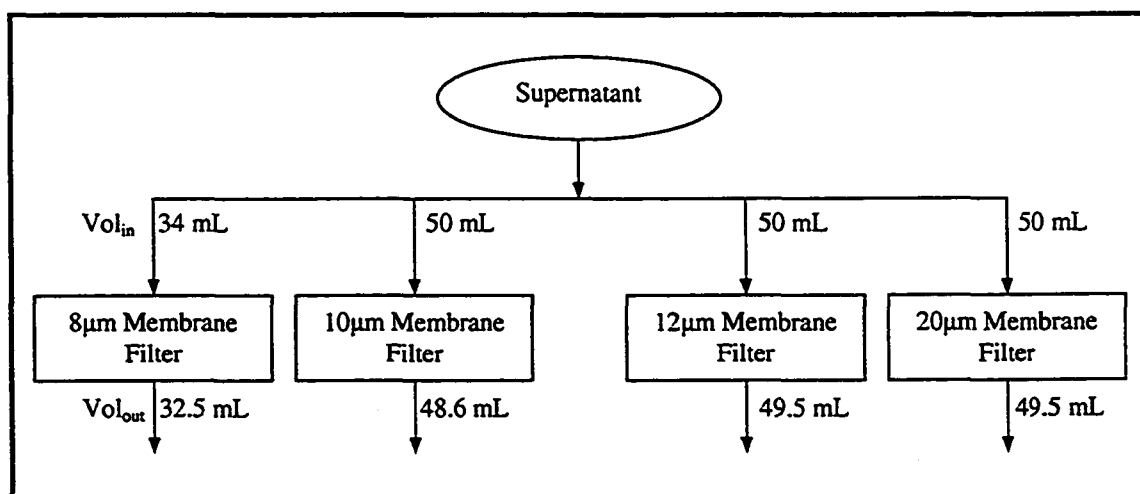 Supernatant
Vol_in 34 mL 50 mL 50 mL 50 mL
8µm Membrane Filter
10µm Membrane Filter
12µm Membrane Filter
20µm Membrane Filter
Vol_out 32.5 mL 48.6 mL 49.5 mL 49.5 mL